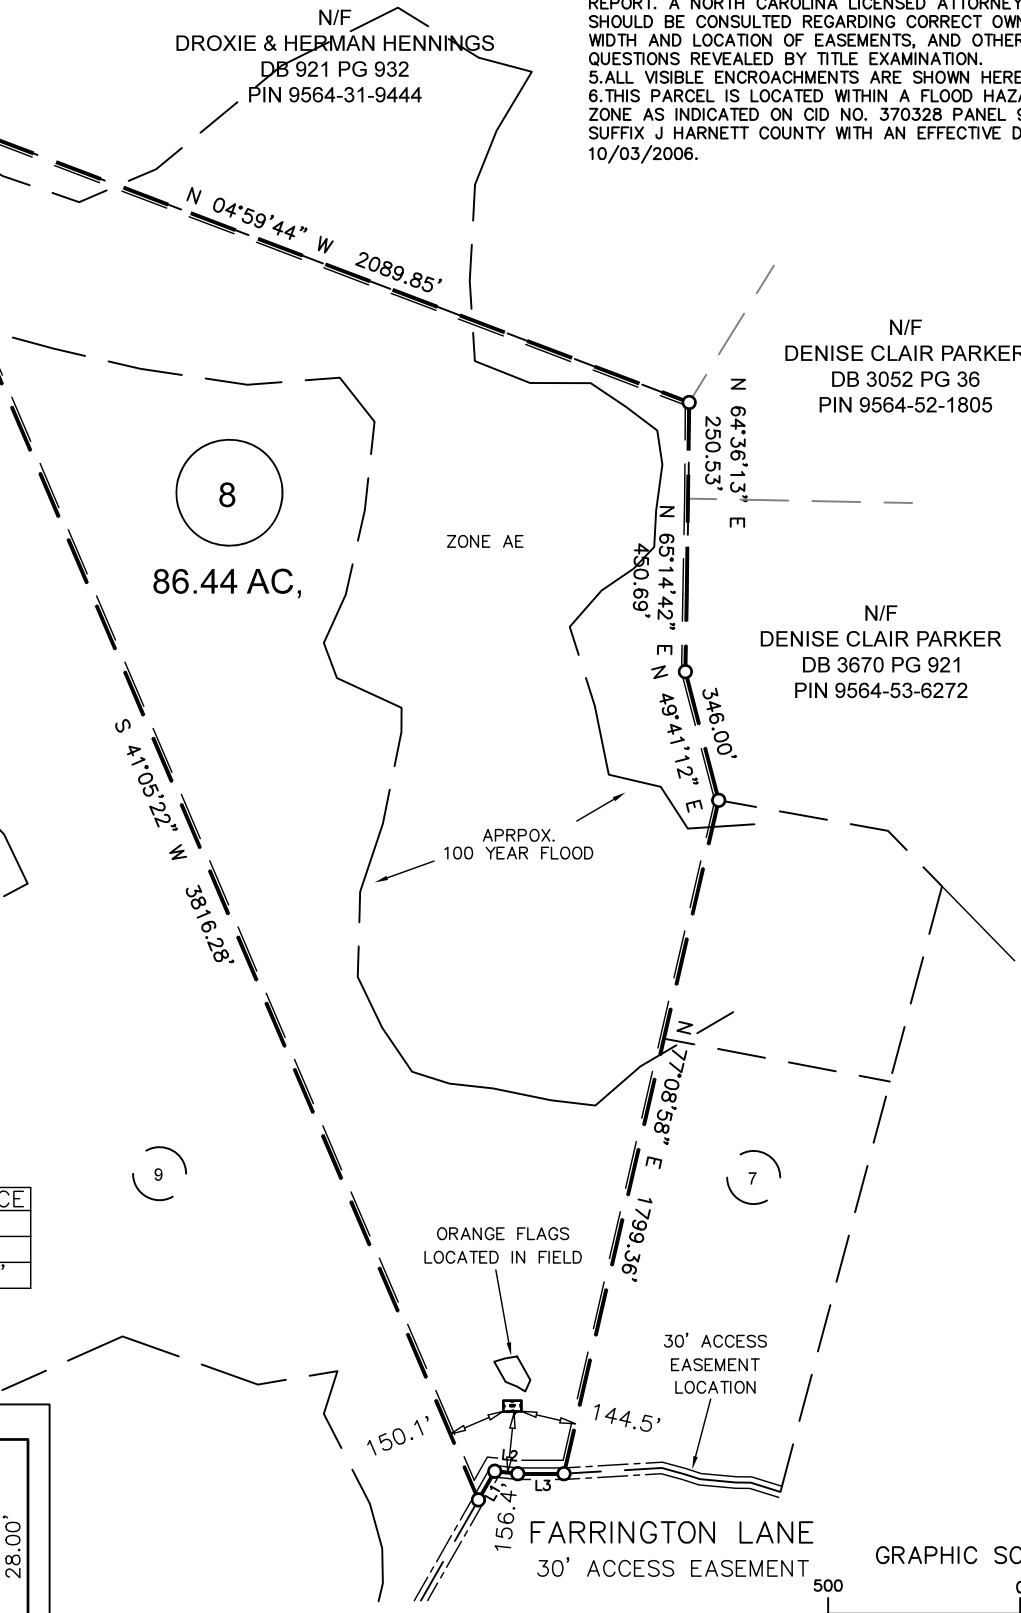 N/F
DROXIE & HERMAN HENNINGS
DB 921 PG 932
PIN 9564-31-9444
REPORT. A NORTH CAROLINA LICENSED ATTORNEY
SHOULD BE CONSULTED REGARDING CORRECT OWN
WIDTH AND LOCATION OF EASEMENTS, AND OTHER
QUESTIONS REVEALED BY TITLE EXAMINATION.
5.ALL VISIBLE ENCROACHMENTS ARE SHOWN HERE
6.THIS PARCEL IS LOCATED WITHIN A FLOOD HAZA
ZONE AS INDICATED ON CID NO. 370328 PANEL 9
SUFFIX J HARNETT COUNTY WITH AN EFFECTIVE D
10/03/2006.
N 04°59'44" W 2089.85'
N/F
DENISE CLAIR PARKER
DB 3052 PG 36
PIN 9564-52-1805
N 64°36'13" E
250.53'
8
86.44 AC,
ZONE AE
N 65°14'42" E
450.69'
N/F
DENISE CLAIR PARKER
DB 3670 PG 921
PIN 9564-53-6272
346.00'
N 49°41'12" E
S 41°05'22" W 3816.28'
APRPOX.
100 YEAR FLOOD
N 77°08'58" E 1799.36'
9
7
CE
'
ORANGE FLAGS
LOCATED IN FIELD
30' ACCESS
EASEMENT
LOCATION
150.1'
144.5'
L2
L1
L3
156.4'
FARRINGTON LANE
30' ACCESS EASEMENT
28.00'
GRAPHIC SC
500
0